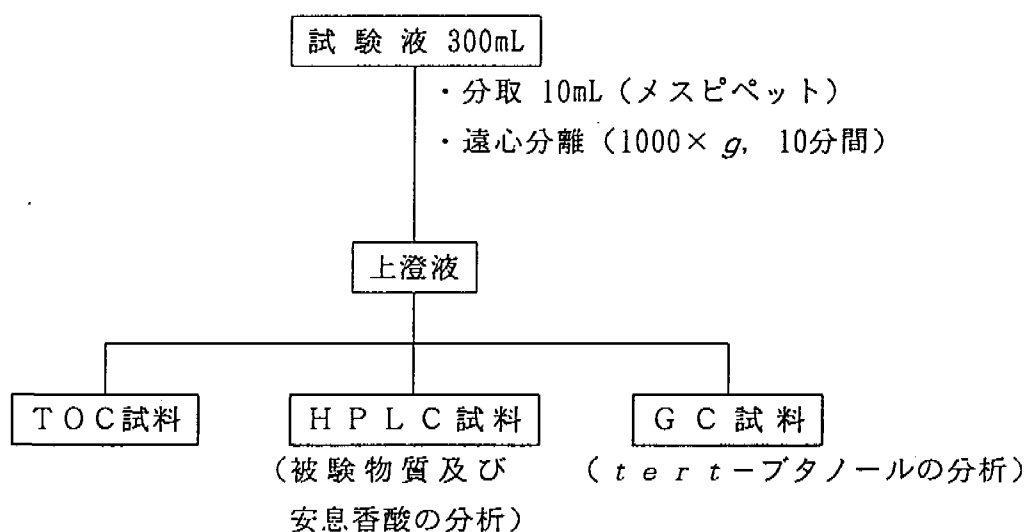 試験液 300mL
・分取 10mL(メスピペット)
・遠心分離(1000× g, 10分間)
上澄液
TOC試料
HPLC試料
GC試料
(被験物質及び
安息香酸の分析)
(tert-ブタノールの分析)